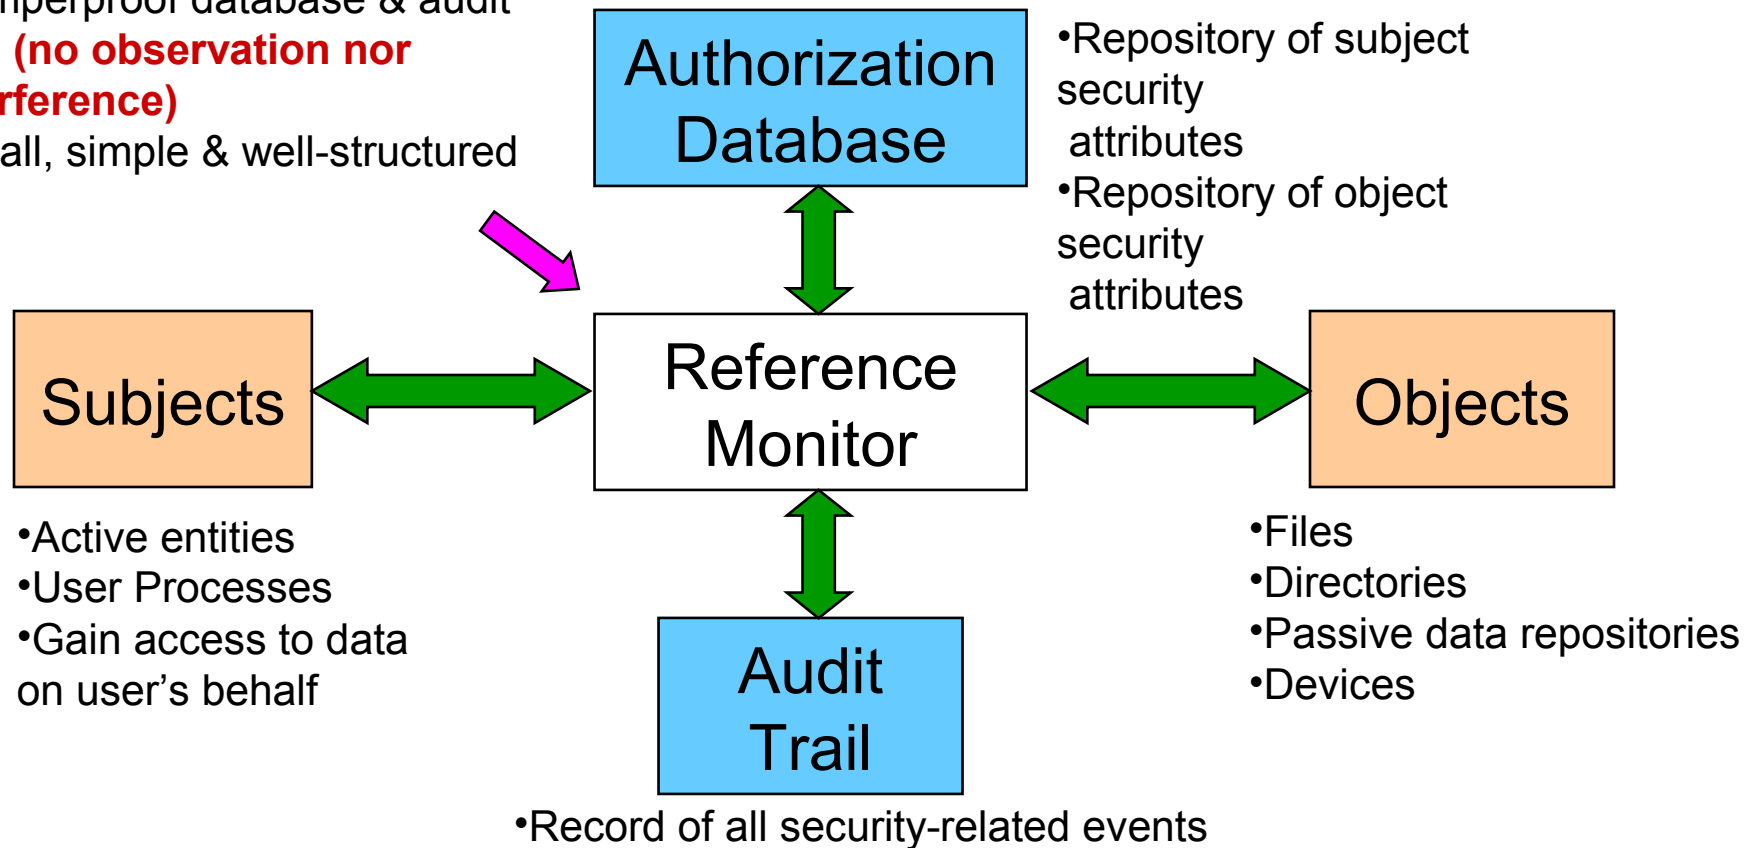 & audit
(no observation nor
simple & well-structured
Authorization
Database
•Repository of subject
security
attributes
•Repository of object
security
attributes
Subjects
Reference
Monitor
Objects
•Active entities
•User Processes
•Gain access to data
on user’s behalf
•Files
•Directories
•Passive data repositories
•Devices
Audit
Trail
•Record of all security-related events